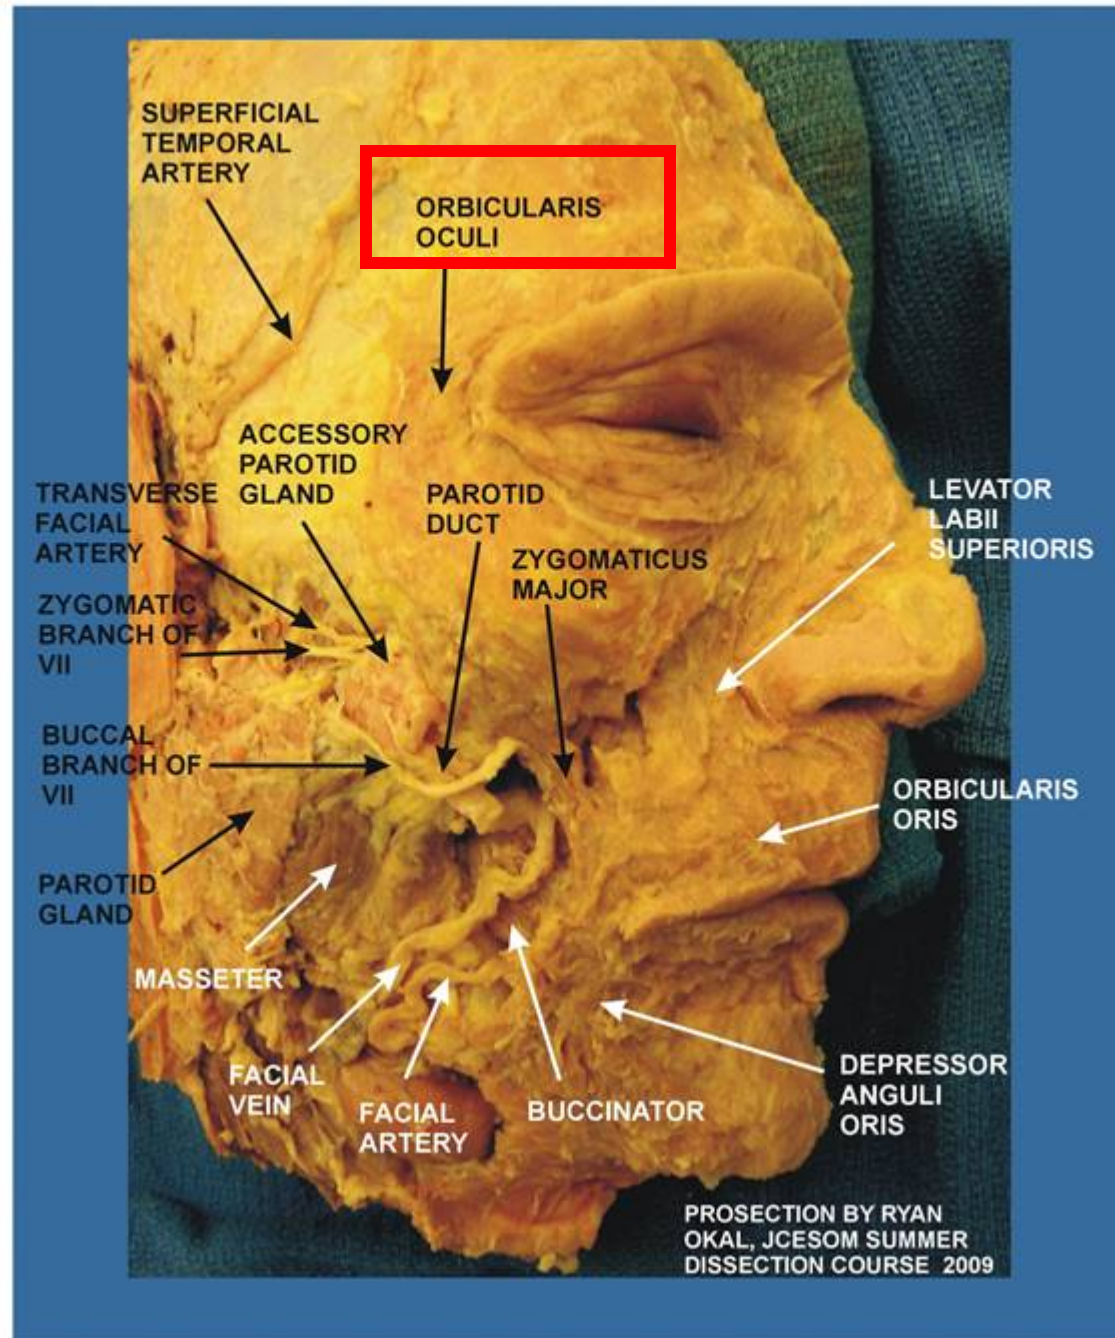 SUPERFICIAL
TEMPORAL
ARTERY
ORBICULARIS
OCULI
ACCESSORY
PAROTID
GLAND
TRANSVERSE
FACIAL
ARTERY
PAROTID
DUCT
LEVATOR
LABII
SUPERIORIS
ZYGOMATICUS
MAJOR
ZYGOMATIC
BRANCH OF
VII
BUCCAL
BRANCH OF
VII
ORBICULARIS
ORIS
PAROTID
GLAND
MASSETER
FACIAL
VEIN
FACIAL
ARTERY
BUCCINATOR
DEPRESSOR
ANGULI
ORIS
PROSECTION BY RYAN
OKAL, JCESOM SUMMER
DISSECTION COURSE 2009